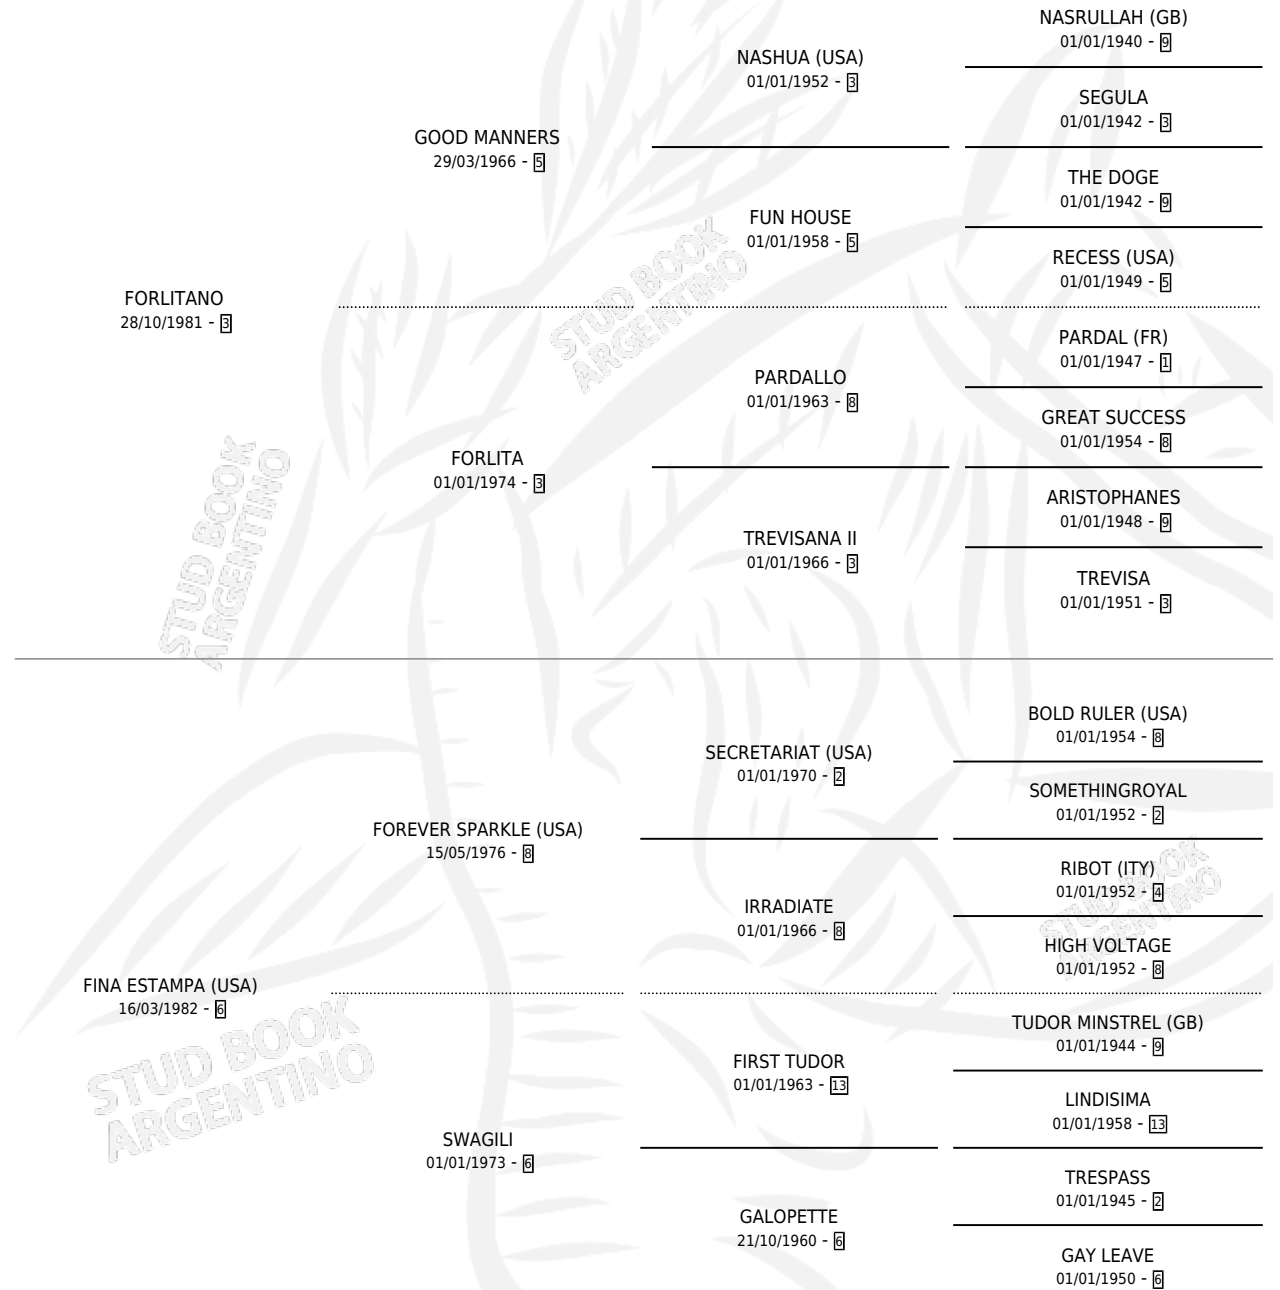 NASRULLAH (GB)
01/01/1940 - 9
NASHUA (USA)
01/01/1952 - 3
SEGULA
01/01/1942 - 3
GOOD MANNERS
29/03/1966 - 5
THE DOGE
01/01/1942 - 9
FUN HOUSE
01/01/1958 - 5
RECESS (USA)
01/01/1949 - 5
FORLITANO
28/10/1981 - 3
PARDAL (FR)
01/01/1947 - 1
PARDALLO
01/01/1963 - 8
GREAT SUCCESS
01/01/1954 - 8
FORLITA
01/01/1974 - 3
ARISTOPHANES
01/01/1948 - 9
TREVISANA II
01/01/1966 - 3
TREVISA
01/01/1951 - 3
STUD BOOK
ARGENTINO
STUD BOOK
ARGENTINO
BOLD RULER (USA)
01/01/1954 - 8
SECRETARIAT (USA)
01/01/1970 - 2
SOMETHINGROYAL
01/01/1952 - 2
FOREVER SPARKLE (USA)
15/05/1976 - 8
RIBOT (ITY)
01/01/1952 - 4
IRRADIATE
01/01/1966 - 8
HIGH VOLTAGE
01/01/1952 - 8
FINA ESTAMPA (USA)
16/03/1982 - 6
TUDOR MINSTREL (GB)
01/01/1944 - 9
FIRST TUDOR
01/01/1963 - 13
LINDISIMA
01/01/1958 - 13
SWAGILI
01/01/1973 - 6
TRESPASS
01/01/1945 - 2
GALOPETTE
21/10/1960 - 6
GAY LEAVE
01/01/1950 - 6
STUD BOOK
ARGENTINO
STUD BOOK
ARGENTINO